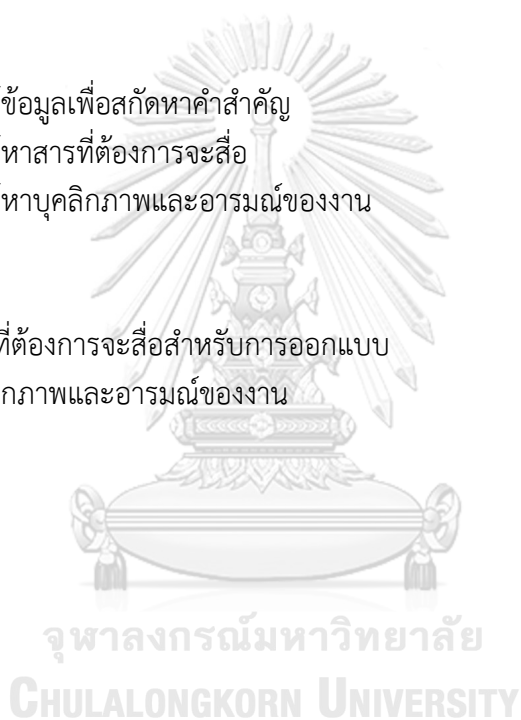 ข้อมูลเพื่อสกัดหาคำสำคัญ
หาสารที่ต้องการจะสื่อ
หาบุคลิกภาพและอารมณ์ของงาน
ที่ต้องการจะสื่อสำหรับการออกแบบ
กภาพและอารมณ์ของงาน
จุฬาลงกรณ์มหาวิทยาลัย
CHULALONGKORN UNIVERSITY